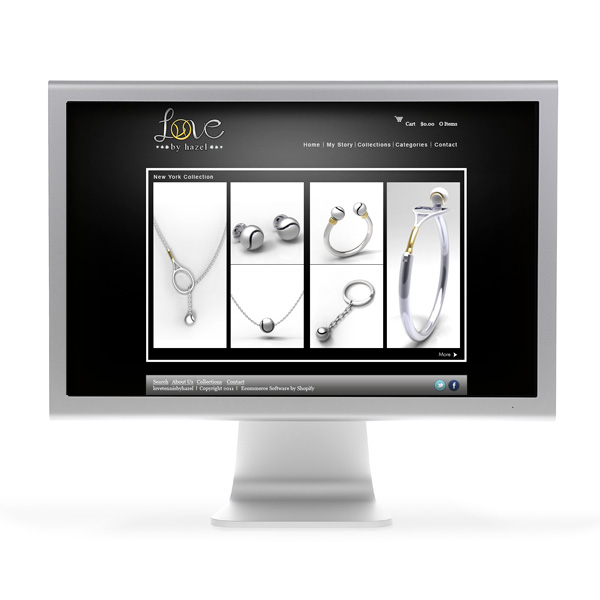 Love
by hazel
Cart $0.00 0 Items
Home | My Story | Collections | Categories | Contact
New York Collection
More
Search About Us Collections Contact
lovetennisbyhazel | Copyright 2011 | Ecommerce Software by Shopify